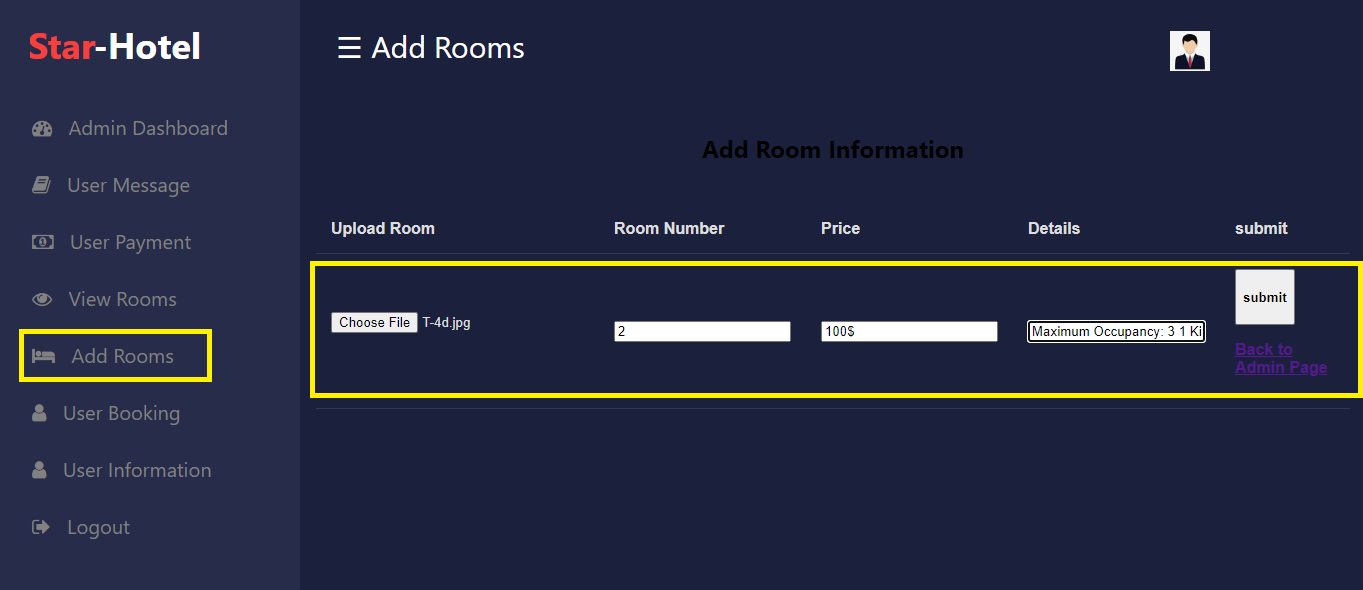 Star-Hotel
☰ Add Rooms
Admin Dashboard
User Message
User Payment
View Rooms
Add Rooms
User Booking
User Information
Logout
Add Room Information
Upload Room Room Number Price Details submit
Choose File T-4d.jpg 2 100$ Maximum Occupancy: 3 1 Ki submit
Back to
Admin Page